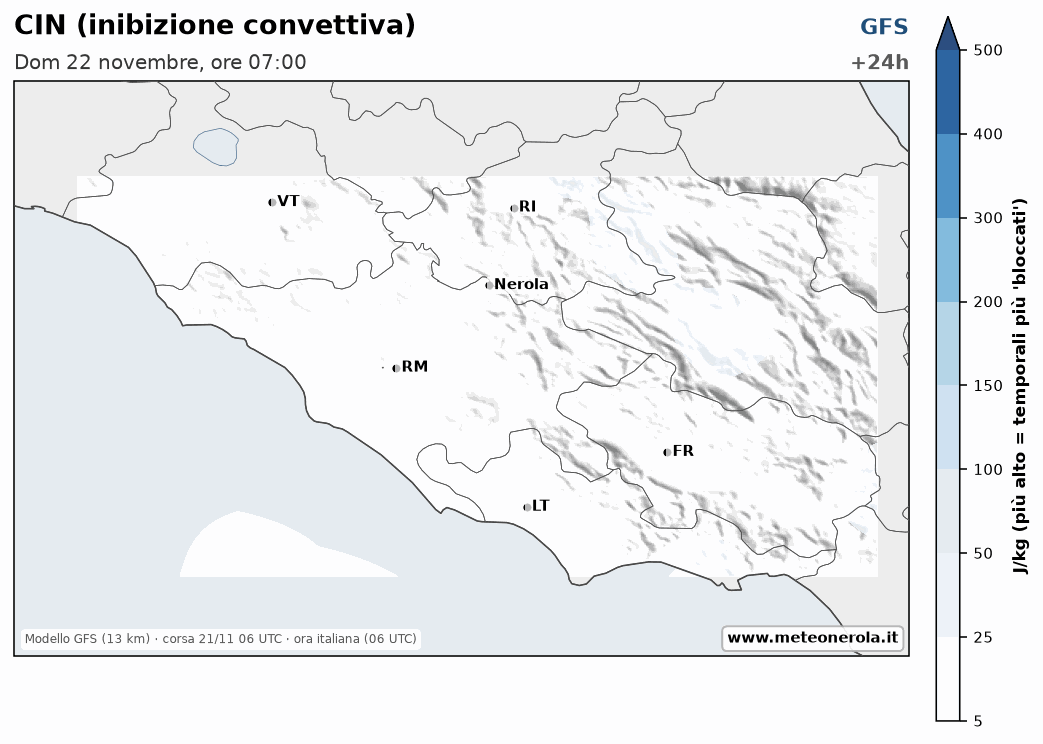 CIN (inibizione convettiva)
GFS
Dom 22 novembre, ore 07:00
+24h
500
400
300
200
150
100
50
25
5
J/kg (più alto = temporali più 'bloccati')
VT
RI
Nerola
RM
FR
LT
Modello GFS (13 km) · corsa 21/11 06 UTC · ora italiana (06 UTC)
www.meteonerola.it